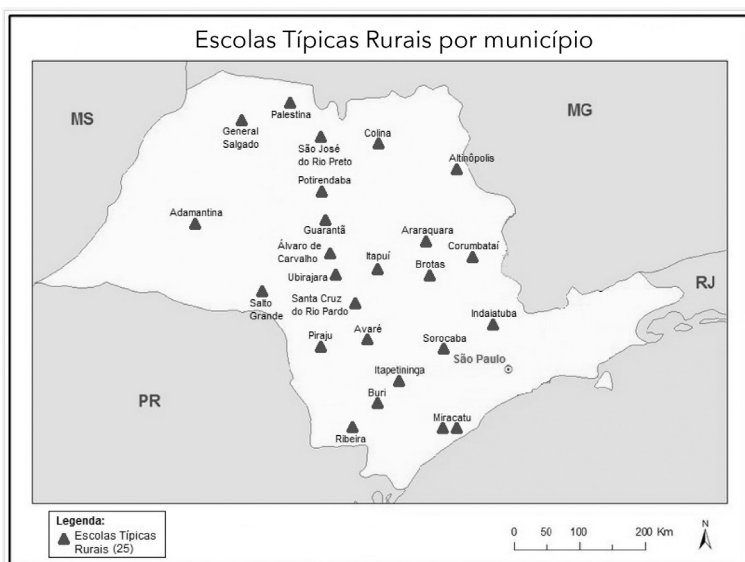 Escolas Típicas Rurais por município
MS
MG
Palestina
General
Salgado
São José
do Rio Preto
Colina
Altinôpolis
Potirendaba
Adamantina
Guarantã
Araraquara
Álvaro de
Carvalho
Itapuí
Corumbataí
Ubirajara
Brotas
RJ
Salto
Grande
Santa Cruz
do Rio Pardo
Indaiatuba
Piraju
Avaré
Sorocaba
São Paulo
Itapetininga
Buri
PR
Ribeira
Miracatu
Legenda:
Escolas Típicas
Rurais (25)
0 50 100 200 Km
N